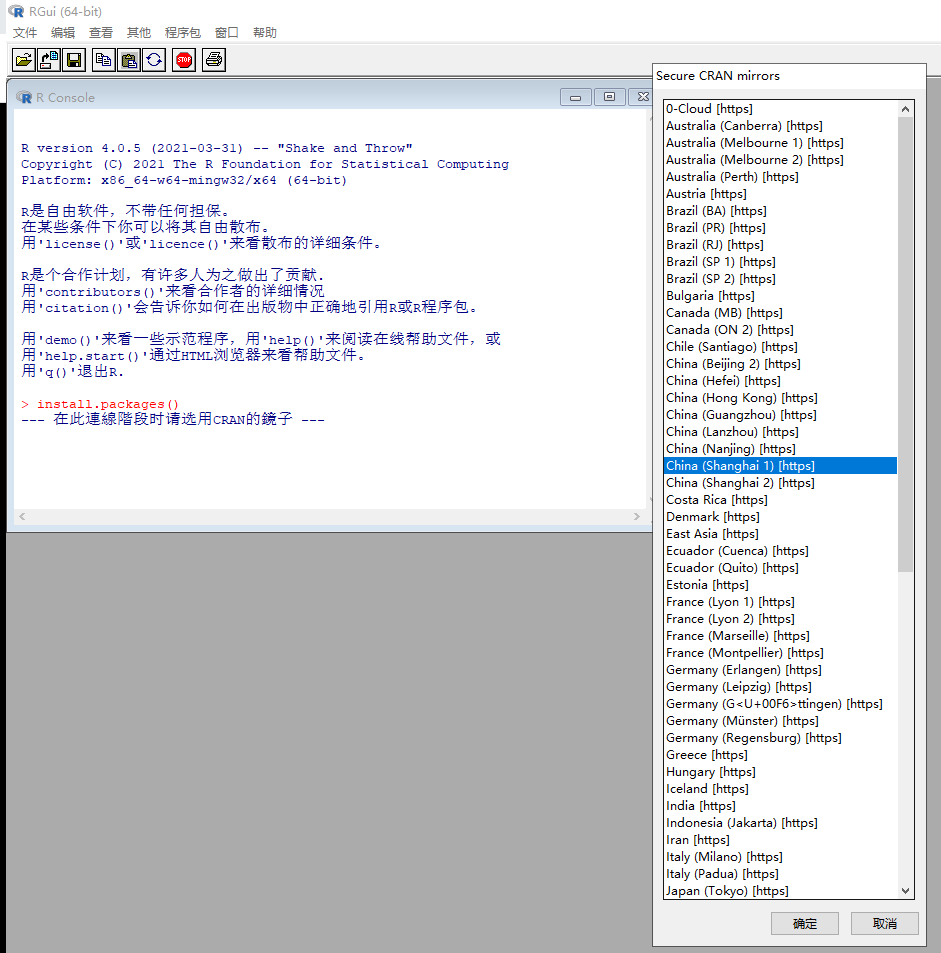 RGui (64-bit)
文件 编辑 查看 其他 程序包 窗口 帮助
STOP
R Console
R version 4.0.5 (2021-03-31) -- "Shake and Throw"
Copyright (C) 2021 The R Foundation for Statistical Computing
Platform: x86_64-w64-mingw32/x64 (64-bit)
R是自由软件，不带任何担保。
在某些条件下你可以将其自由散布。
用'license()'或'licence()'来看散布的详细条件。
R是个合作计划，有许多人为之做出了贡献.
用'contributors()'来看合作者的详细情况
用'citation()'会告诉你如何在出版物中正确地引用R或R程序包。
用'demo()'来看一些示范程序，用'help()'来阅读在线帮助文件，或
用'help.start()'通过HTML浏览器来看帮助文件。
用'q()'退出R.
> install.packages()
--- 在此連線階段时请选用CRAN的鏡子 ---
Secure CRAN mirrors
0-Cloud [https]
Australia (Canberra) [https]
Australia (Melbourne 1) [https]
Australia (Melbourne 2) [https]
Australia (Perth) [https]
Austria [https]
Brazil (BA) [https]
Brazil (PR) [https]
Brazil (RJ) [https]
Brazil (SP 1) [https]
Brazil (SP 2) [https]
Bulgaria [https]
Canada (MB) [https]
Canada (ON 2) [https]
Chile (Santiago) [https]
China (Beijing 2) [https]
China (Hefei) [https]
China (Hong Kong) [https]
China (Guangzhou) [https]
China (Lanzhou) [https]
China (Nanjing) [https]
China (Shanghai 1) [https]
China (Shanghai 2) [https]
Costa Rica [https]
Denmark [https]
East Asia [https]
Ecuador (Cuenca) [https]
Ecuador (Quito) [https]
Estonia [https]
France (Lyon 1) [https]
France (Lyon 2) [https]
France (Marseille) [https]
France (Montpellier) [https]
Germany (Erlangen) [https]
Germany (Leipzig) [https]
Germany (G<U+00F6>ttingen) [https]
Germany (Münster) [https]
Germany (Regensburg) [https]
Greece [https]
Hungary [https]
Iceland [https]
India [https]
Indonesia (Jakarta) [https]
Iran [https]
Italy (Milano) [https]
Italy (Padua) [https]
Japan (Tokyo) [https]
确定 取消